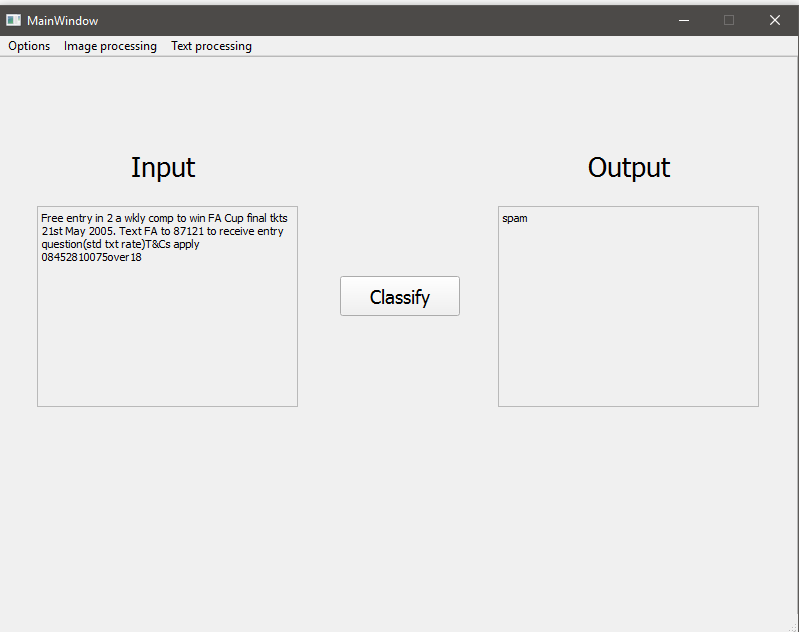 MainWindow
Options Image processing Text processing
Input
Output
Free entry in 2 a wkly comp to win FA Cup final tkts
21st May 2005. Text FA to 87121 to receive entry
question(std txt rate)T&Cs apply
08452810075over18
spam
Classify